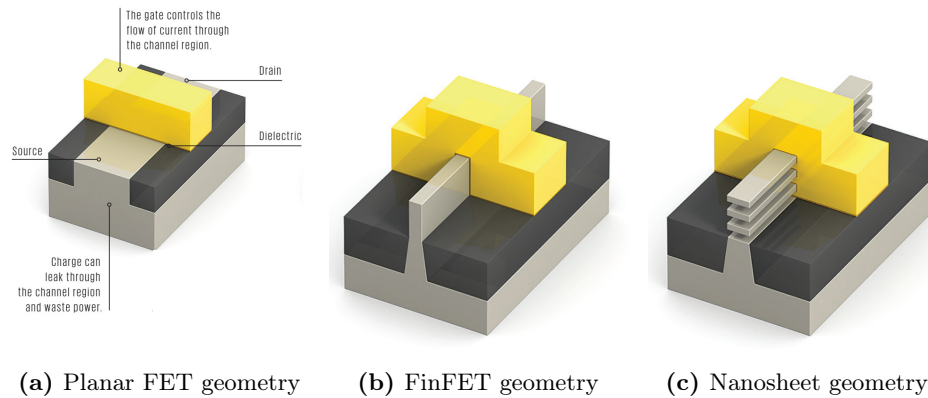 The gate controls the
flow of current through
the channel region.
Drain
Dielectric
Source
Charge can
leak through
the channel region
and waste power.
(a) Planar FET geometry
(b) FinFET geometry
(c) Nanosheet geometry